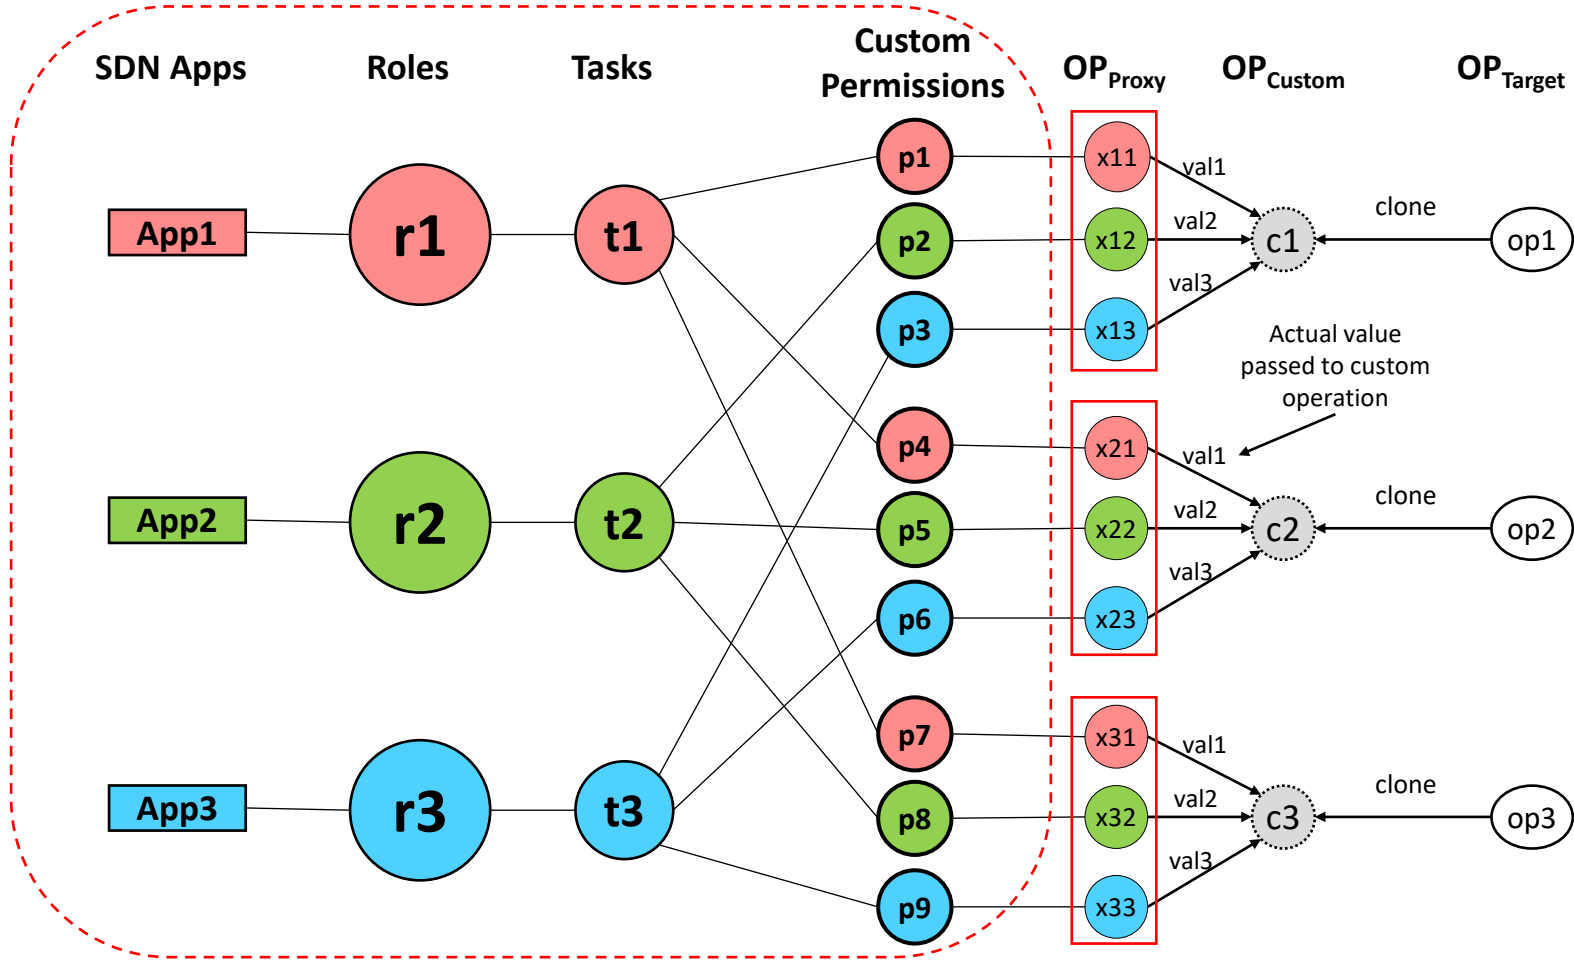 SDN Apps
Roles
Tasks
Custom
Permissions
OP_Proxy
OP_Custom
OP_Target
App1
r1
t1
p1
p2
p3
x11
x12
x13
val1
val2
val3
c1
clone
op1
Actual value
passed to custom
operation
App2
r2
t2
p4
p5
p6
x21
x22
x23
val1
val2
val3
c2
clone
op2
App3
r3
t3
p7
p8
p9
x31
x32
x33
val1
val2
val3
c3
clone
op3